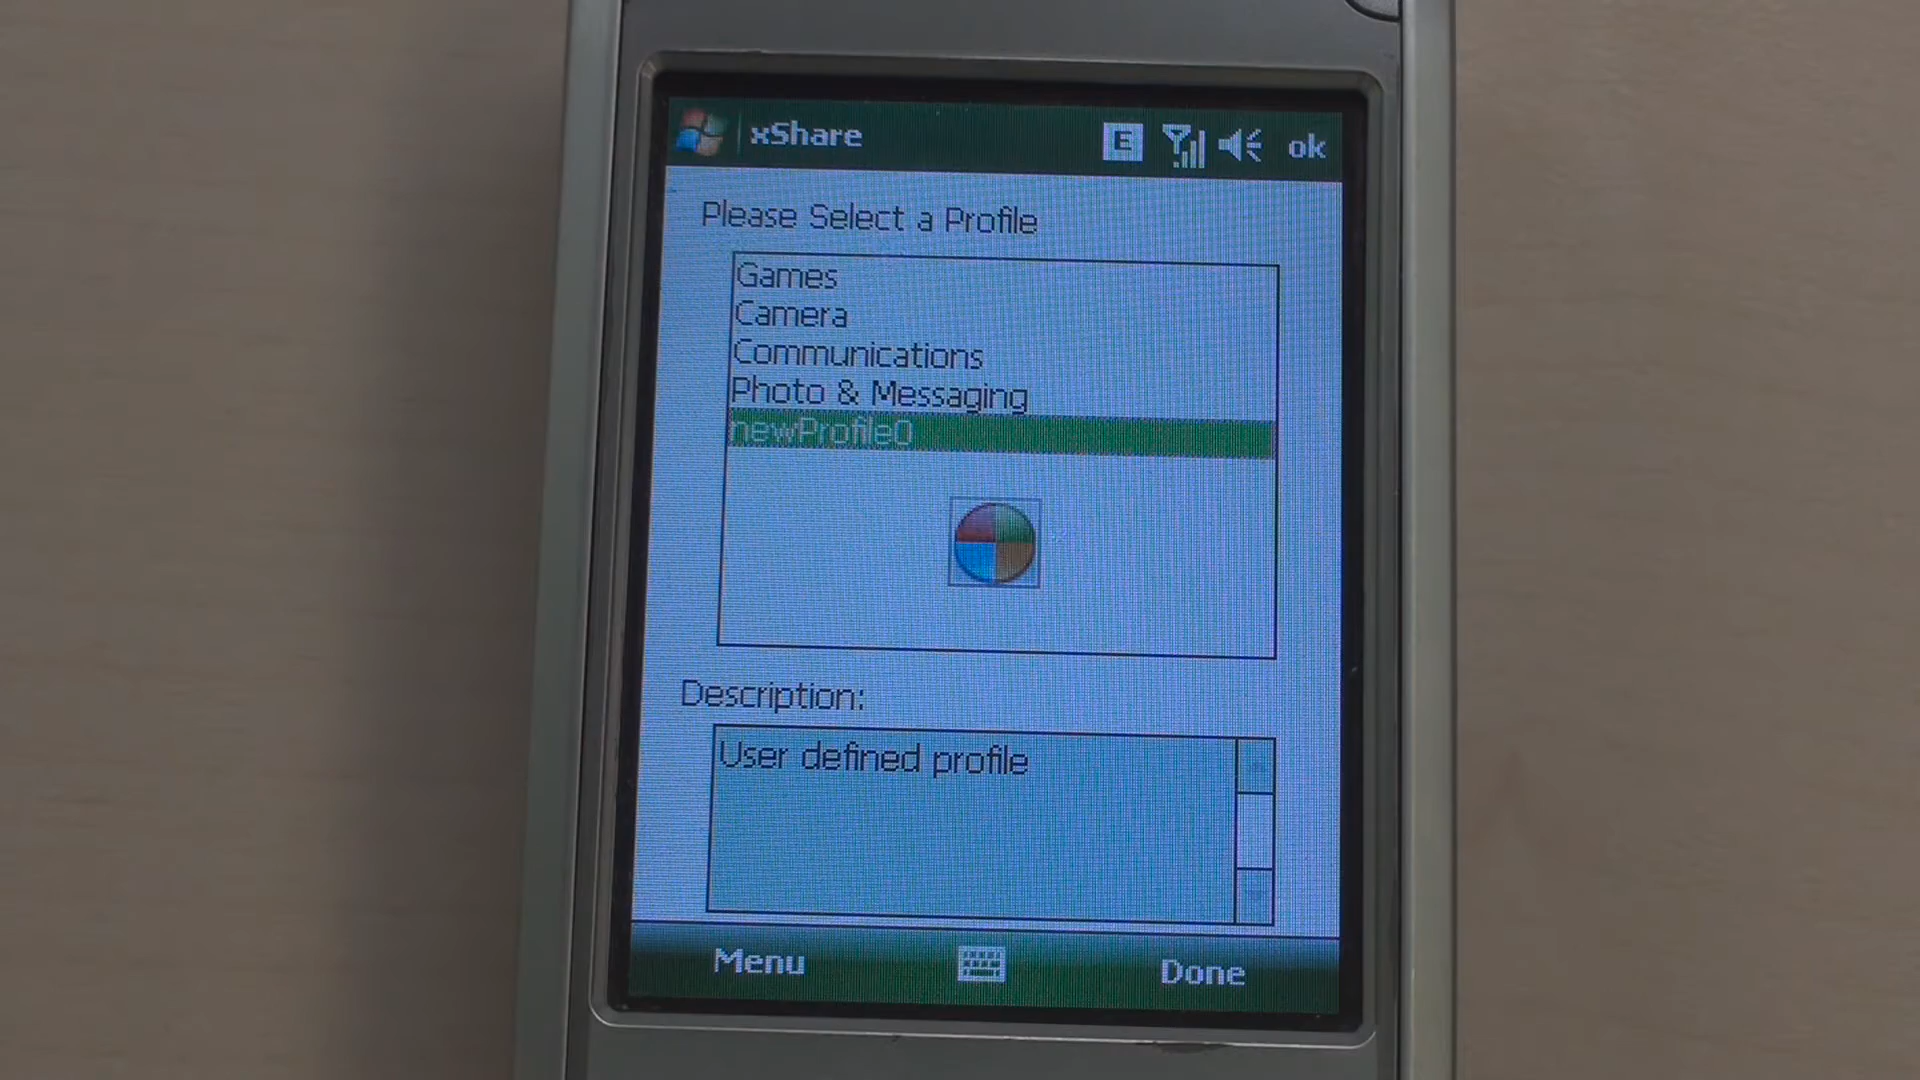 xShare
E
ok
Please Select a Profile
Games
Camera
Communications
Photo & Messaging
newProfile0
Description:
User defined profile
Menu
Done